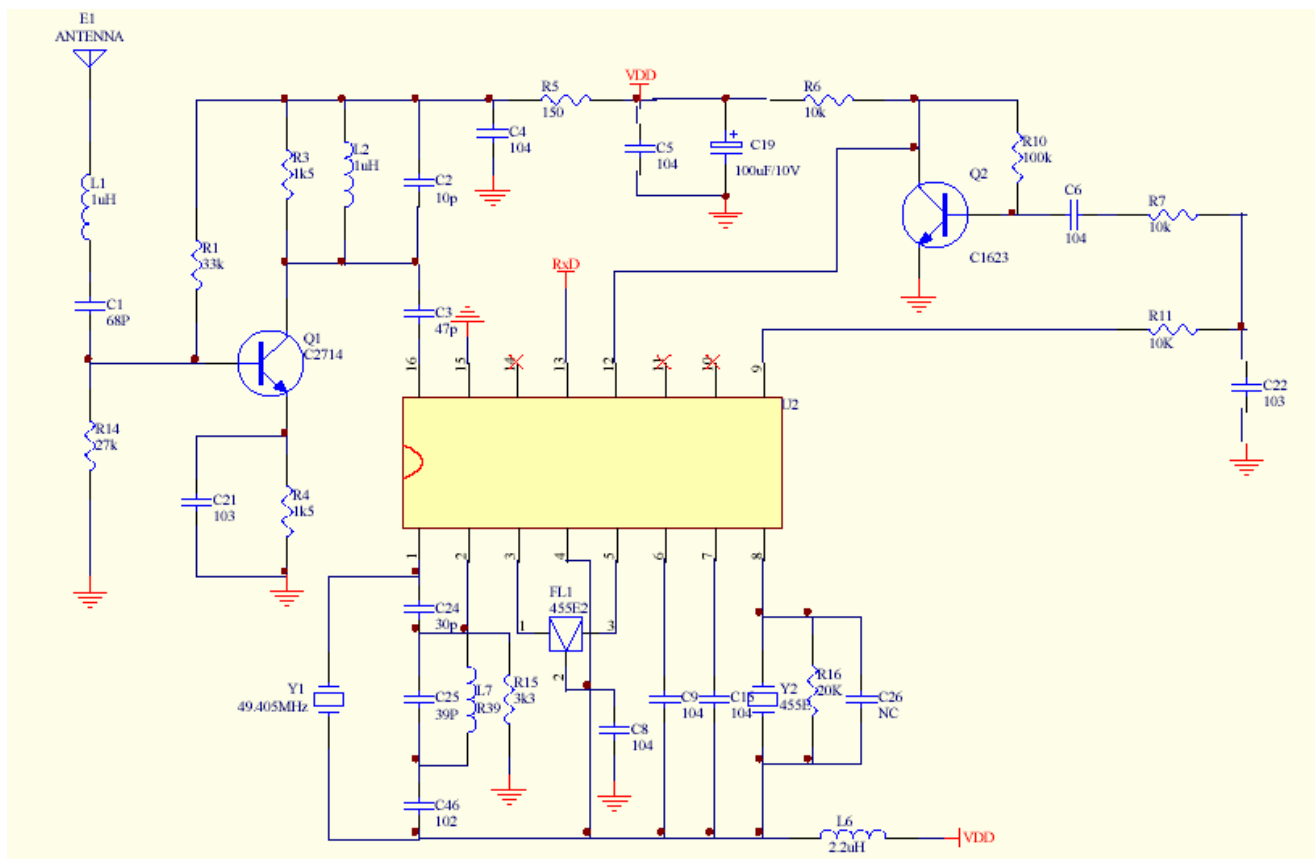 E1
ANTENNA
L1
1uH
C1
68P
R14
27k
R1
33k
R3
1k5
L2
1uH
C2
10p
C4
104
R5
150
VDD
C5
104
C19
100uF/10V
R6
10k
R10
100k
Q2
C1623
C6
104
R7
10k
R11
10K
C22
103
Q1
C2714
C3
47p
RxD
C21
103
R4
1k5
16
15
14
13
12
11
10
9
U2
1
2
3
4
5
6
7
8
Y1
49.405MHz
C24
30p
C25
39P
L7
R39
R15
3k3
C46
102
FL1
455E2
1
3
2
C8
104
C9
104
C15
104
Y2
R16
20K
C26
NC
L6
2.2uH
VDD